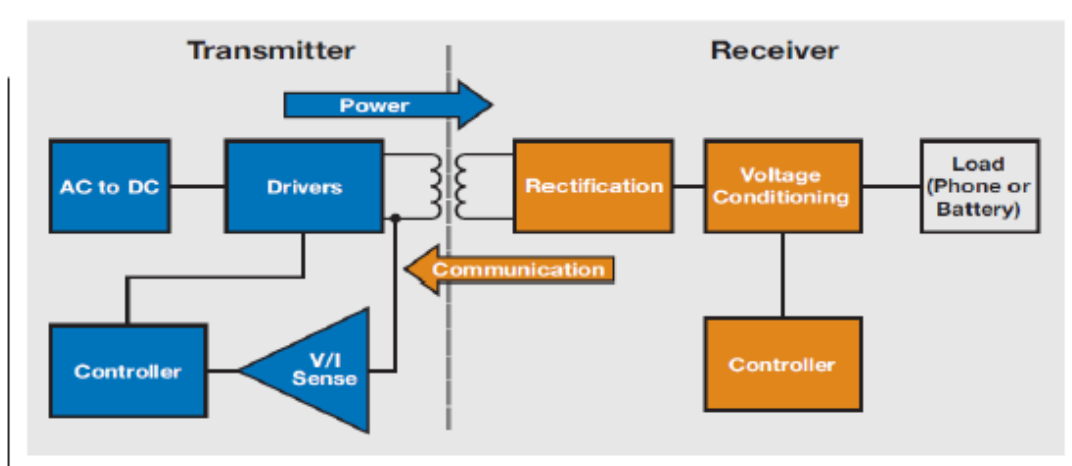 Transmitter
Receiver
Power
AC to DC
Drivers
Rectification
Voltage
Conditioning
Load
(Phone or
Battery)
Communication
Controller
V/I
Sense
Controller